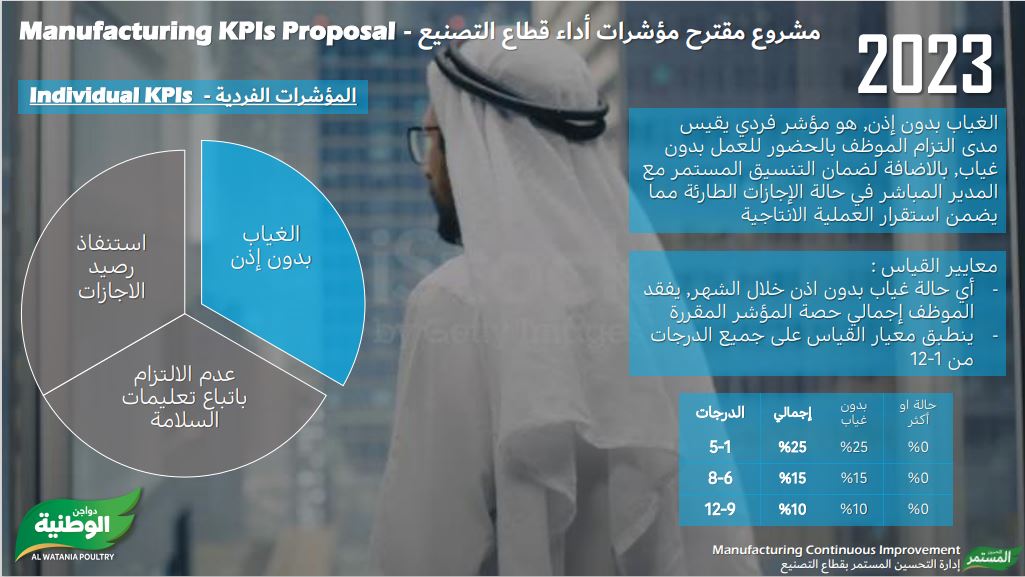 مشروع مقترح مؤشرات أداء قطاع التصنيع - Manufacturing KPIs Proposal
2023
المؤشرات الفردية - Individual KPIs
الغياب بدون إذن, هو مؤشر فردي يقيس
مدى التزام الموظف بالحضور للعمل بدون
غياب, بالاضافة لضمان التنسيق المستمر مع
المدير المباشر في حالة الإجازات الطارئة مما
يضمن استقرار العملية الانتاجية
الغياب
بدون إذن
استنفاذ
رصيد
الاجازات
عدم الالتزام
باتباع تعليمات
السلامة
معايير القياس :
- أي حالة غياب بدون اذن خلال الشهر, يفقد
الموظف إجمالي حصة المؤشر المقررة
- ينطبق معيار القياس على جميع الدرجات
من 1-12
الدرجات إجمالي بدون غياب حالة او أكثر
5-1 %25 %25 %0
8-6 %15 %15 %0
12-9 %10 %10 %0
دواجن
الوطنية
AL WATANIA POULTRY
Manufacturing Continuous Improvement
إدارة التحسين المستمر بقطاع التصنيع
التحسين
المستمر